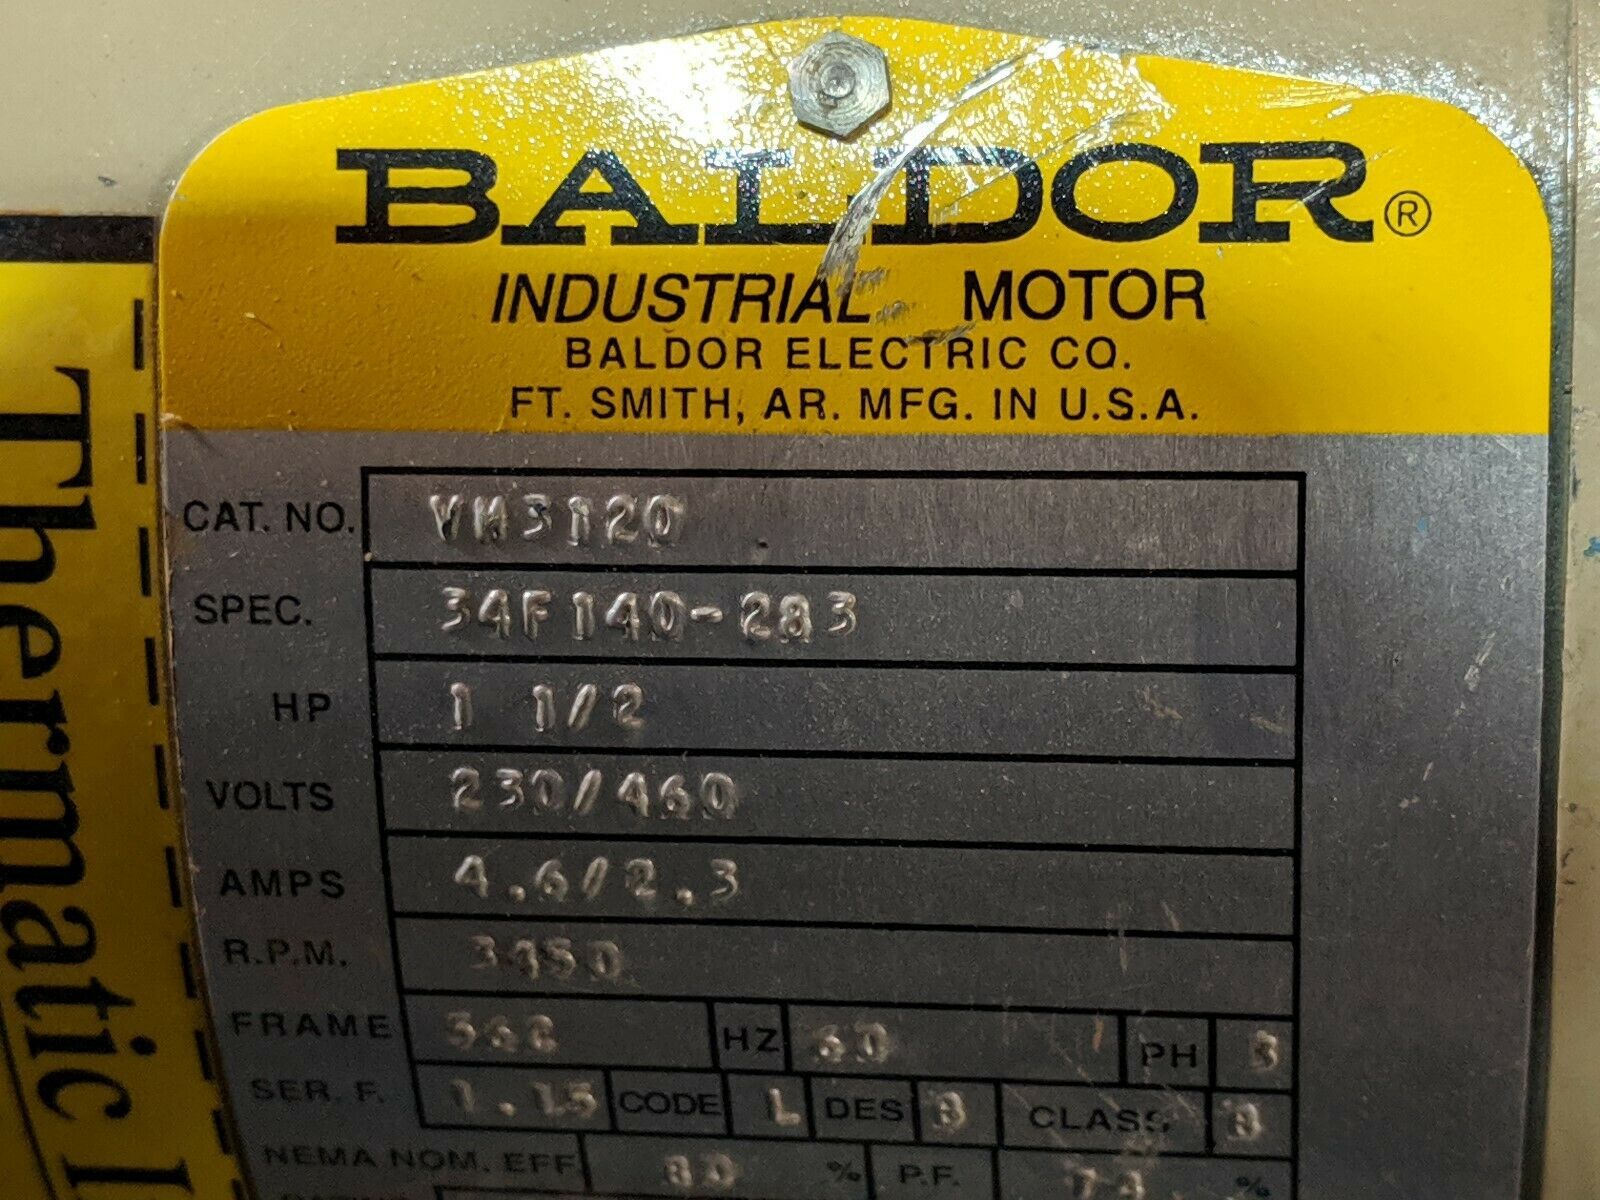 BALDOR®
INDUSTRIAL MOTOR
BALDOR ELECTRIC CO.
FT. SMITH, AR. MFG. IN U.S.A.
CAT. NO. VM3120
SPEC. 34F140-283
HP 1 1/2
VOLTS 230/460
AMPS 4.6/2.3
R.P.M. 3450
FRAME 56C HZ 60 PH 3
SER. F. 1.15 CODE L DES B CLASS B
NEMA NOM. EFF. 80 % P.F. %
Thermatic